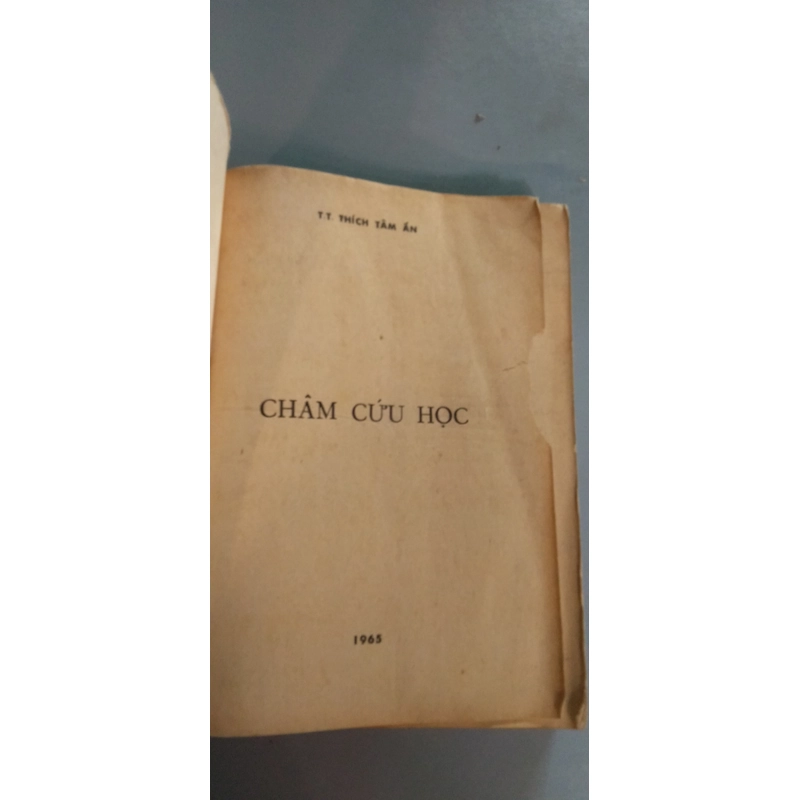 T.T. THÍCH TÂM ẤN
CHÂM CỨU HỌC
1965